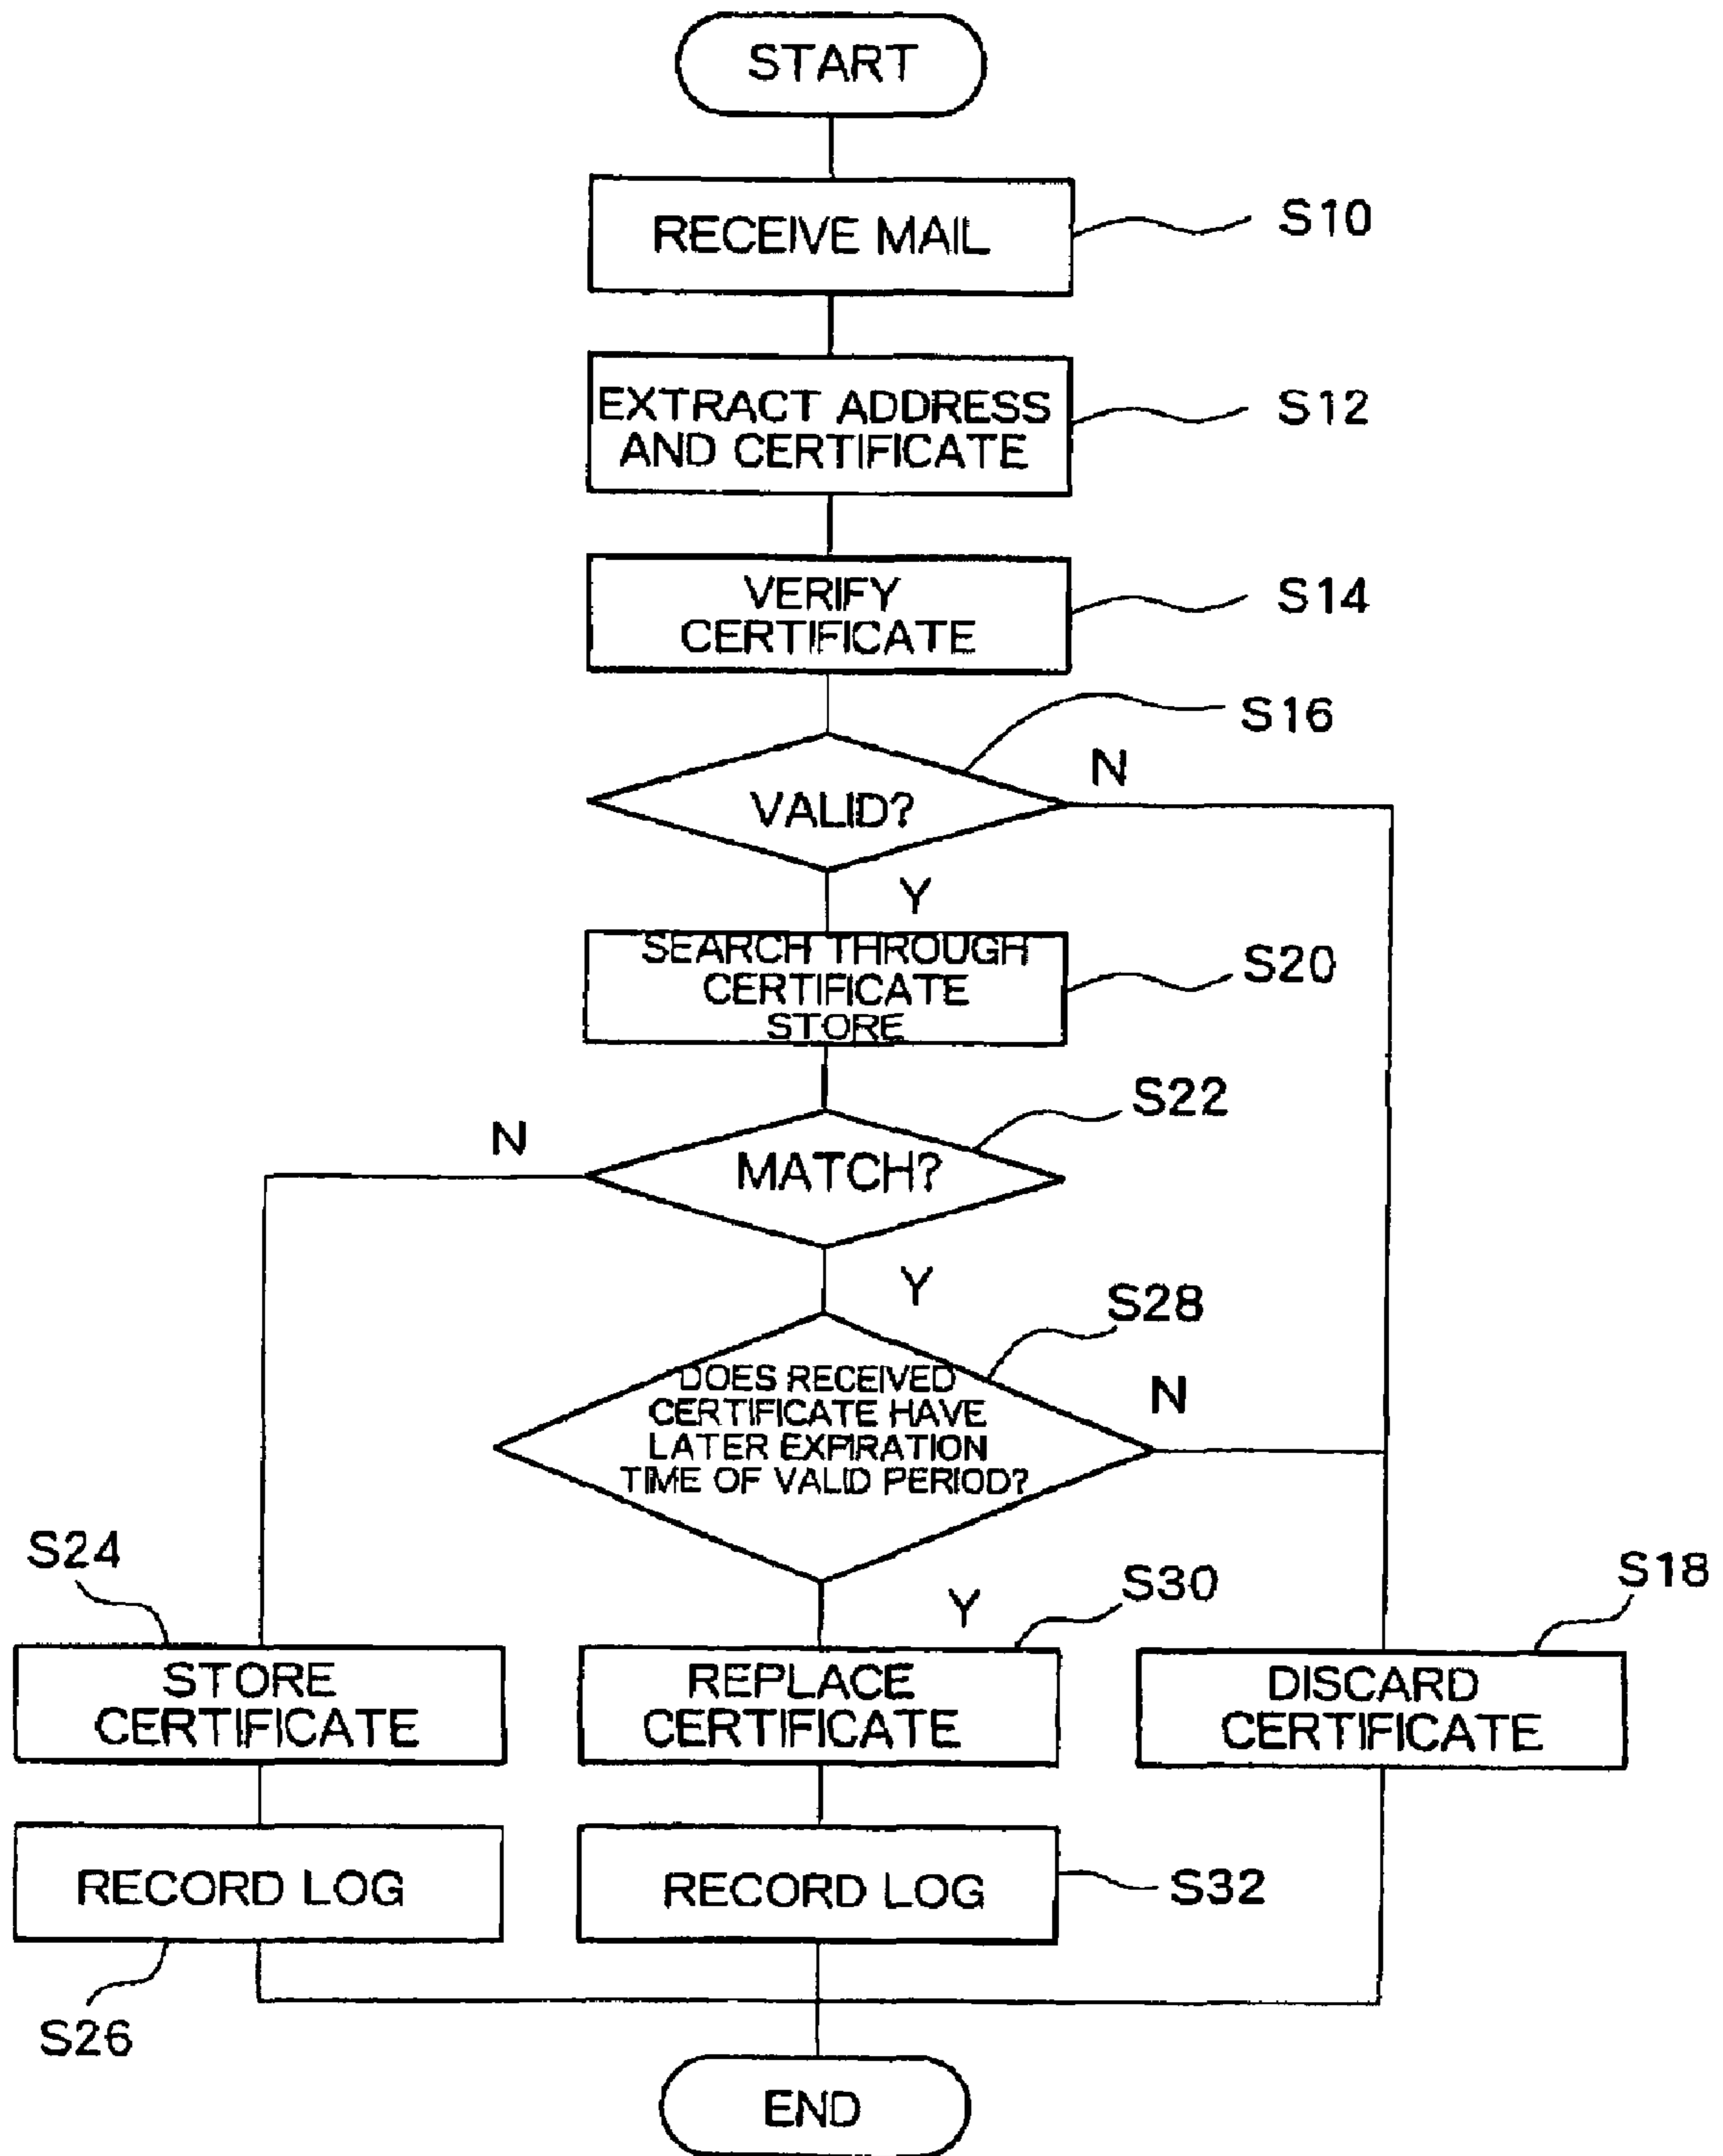 START
RECEIVE MAIL
S10
EXTRACT ADDRESS
AND CERTIFICATE
S12
VERIFY
CERTIFICATE
S14
S16
VALID?
N
Y
SEARCH THROUGH
CERTIFICATE
STORE
S20
S22
N
MATCH?
Y
S28
DOES RECEIVED
CERTIFICATE HAVE
LATER EXPIRATION
TIME OF VALID PERIOD?
N
S24
Y
S30
S18
STORE
CERTIFICATE
REPLACE
CERTIFICATE
DISCARD
CERTIFICATE
RECORD LOG
RECORD LOG
S32
S26
END